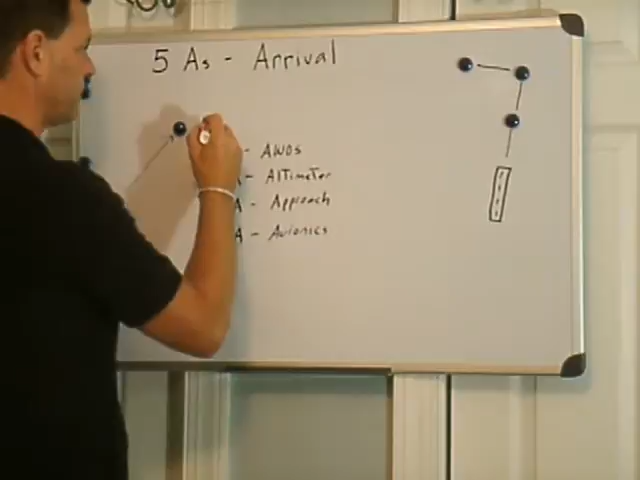 5 As - Arrival
- AWOS
A - Altimeter
A - Approach
A - Avionics